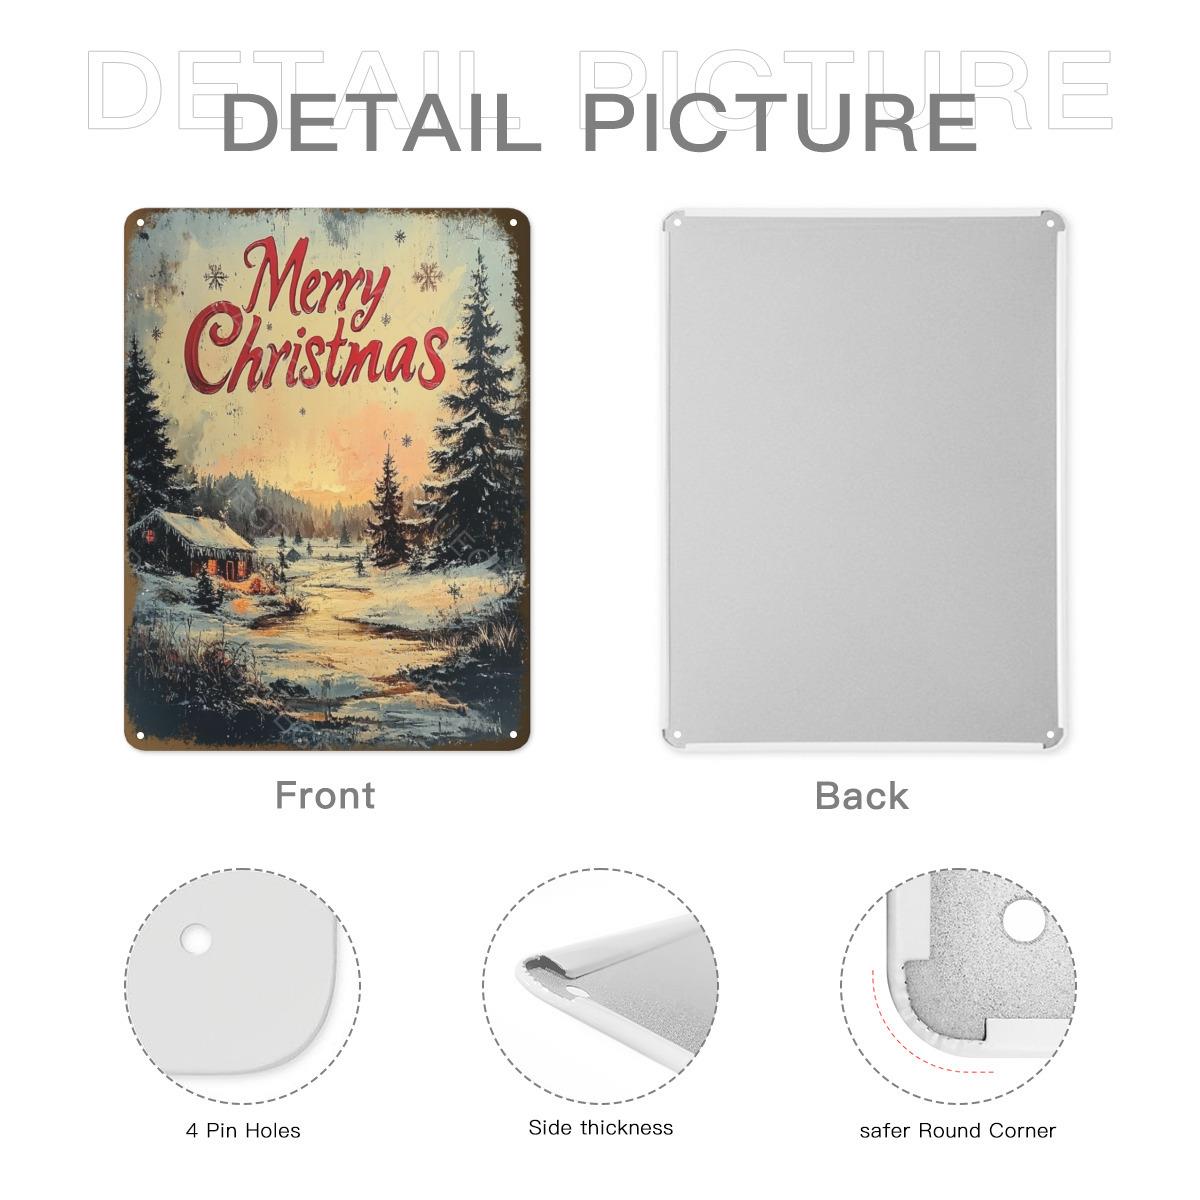 DETAIL PICTURE
DETAIL PICTURE
Merry
Christmas
Front
Back
4 Pin Holes
Side thickness
safer Round Corner